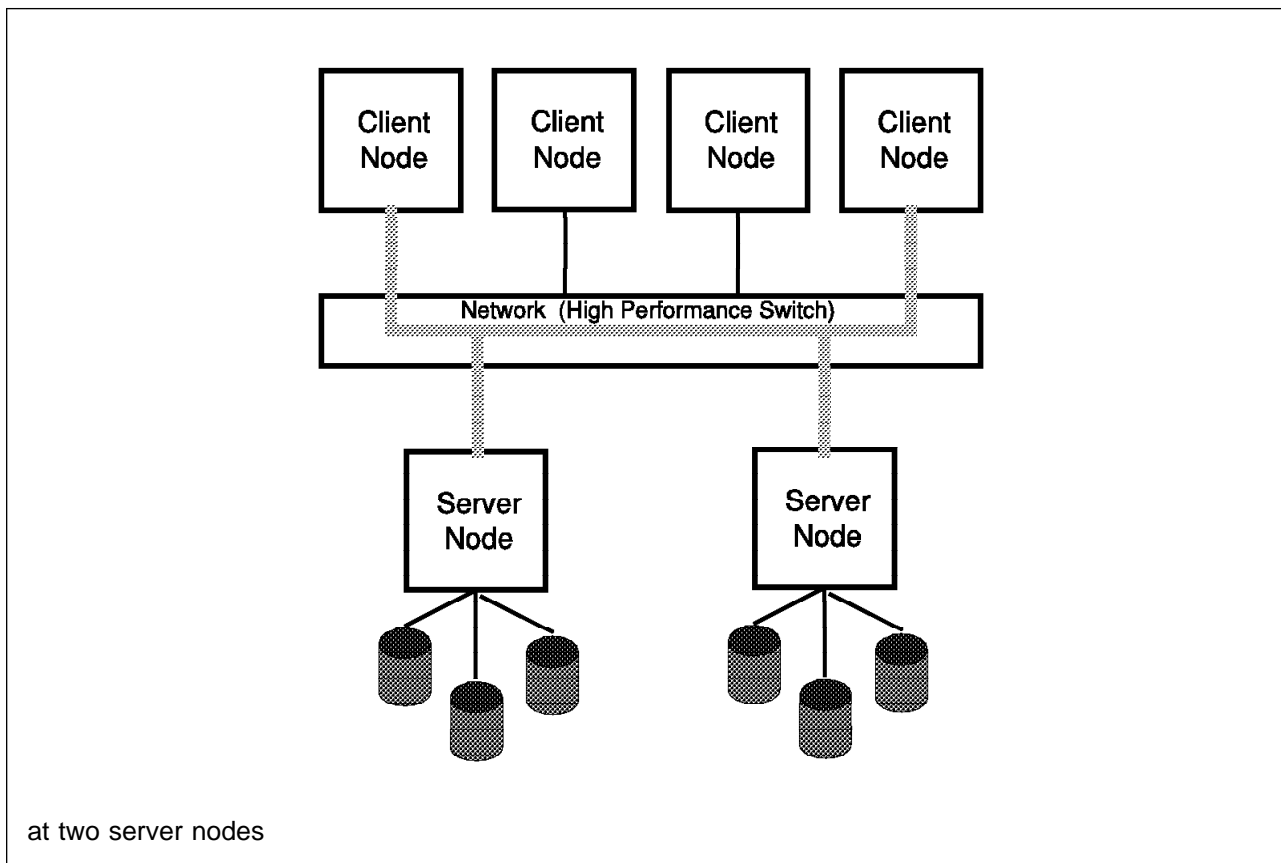 Client
Node
Client
Node
Client
Node
Client
Node
Network (High Performance Switch)
Server
Node
Server
Node
at two server nodes